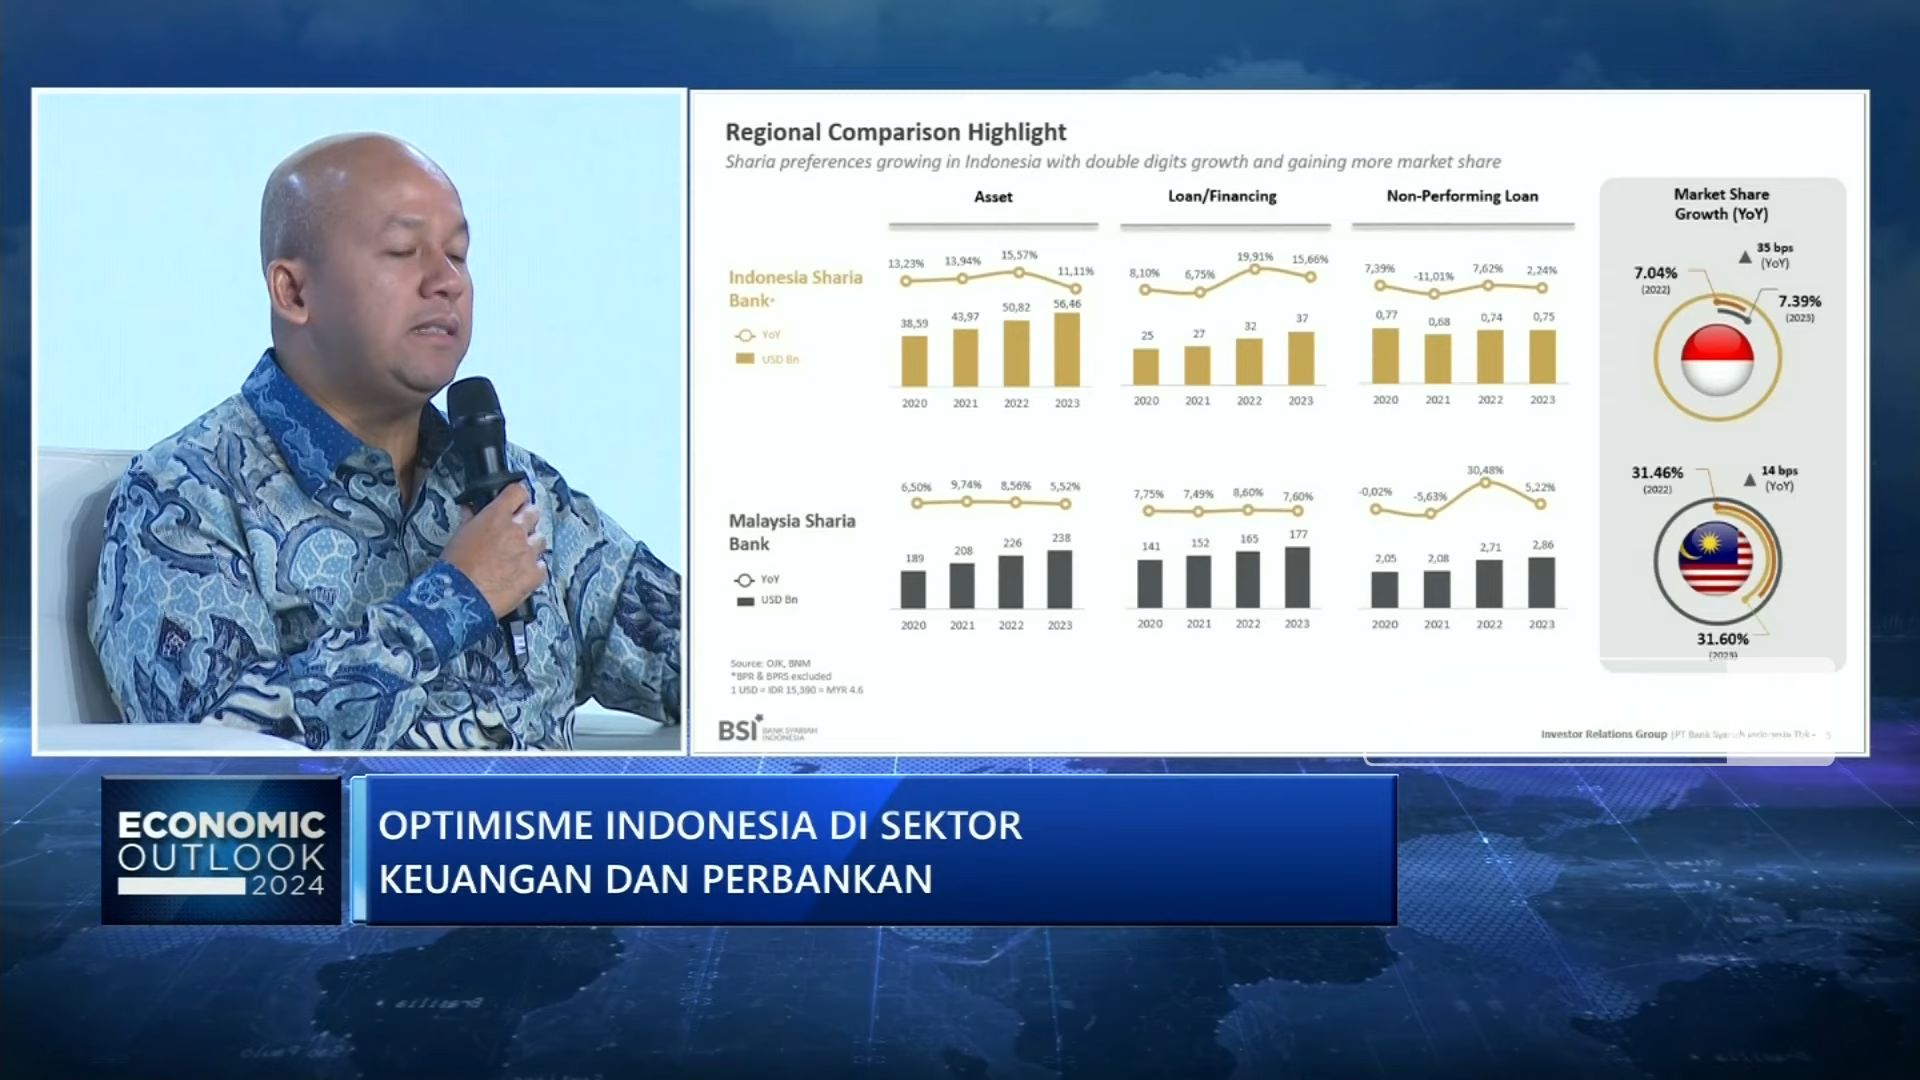 Regional Comparison Highlight
Sharia preferences growing in Indonesia with double digits growth and gaining more market share
Asset
Loan/Financing
Non-Performing Loan
Indonesia Sharia
Bank*
YoY
USD Bn
13,23% 13,94% 15,57% 11,11%
38,59 43,97 50,82 56,46
2020 2021 2022 2023
8,10% 6,75% 19,91% 15,66%
25 27 32 37
2020 2021 2022 2023
7,39% -11,01% 7,62% 2,24%
0,77 0,68 0,74 0,75
2020 2021 2022 2023
Malaysia Sharia
Bank
YoY
USD Bn
6,50% 9,74% 8,56% 5,52%
189 208 226 238
2020 2021 2022 2023
7,75% 7,49% 8,60% 7,60%
141 152 165 177
2020 2021 2022 2023
-0,02% -5,63% 30,48% 5,22%
2,05 2,08 2,71 2,86
2020 2021 2022 2023
Market Share
Growth (YoY)
35 bps
(YoY)
7.04%
(2022)
7.39%
(2023)
31.46%
(2022)
14 bps
(YoY)
31.60%
(2023)
Source: OJK, BNM
*BPR & BPRS excluded
1 USD = IDR 15,390 = MYR 4.6
BSI BANK SYARIAH
INDONESIA
Investor Relations Group | PT Bank Syariah Indonesia Tbk - 5
ECONOMIC
OUTLOOK
2024
OPTIMISME INDONESIA DI SEKTOR
KEUANGAN DAN PERBANKAN